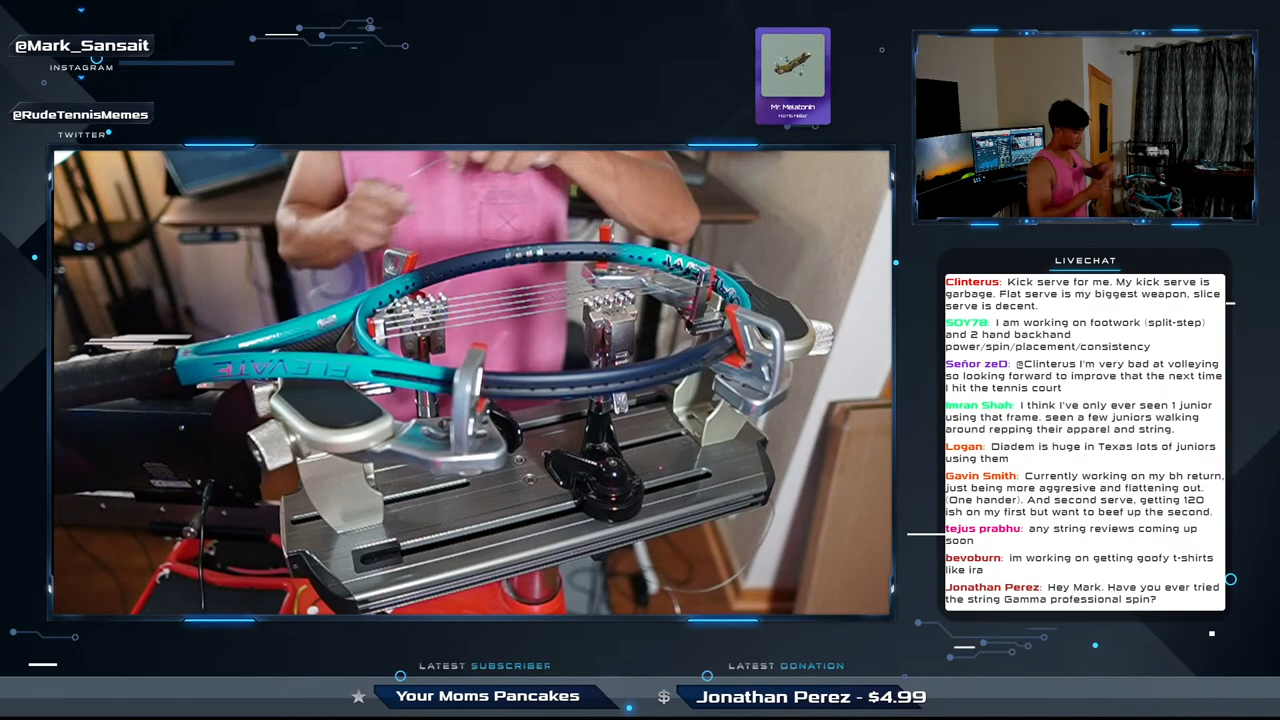 @Mark_Sansait
INSTAGRAM
@RudeTennisMemes
TWITTER
Mr. Melatonin
Harris Heller
ELEVATE
LIVECHAT
Clinterus: Kick serve for me. My kick serve is
garbage. Flat serve is my biggest weapon, slice
serve is decent.
SOY78: I am working on footwork (split-step)
and 2 hand backhand
power/spin/placement/consistency
Señor zeD: @Clinterus I'm very bad at volleying
so looking forward to improve that the next time
I hit the tennis court
Imran Shah: I think I've only ever seen 1 junior
using that frame. seen a few juniors walking
around repping their apparel and string.
Logan: Diadem is huge in Texas lots of juniors
using them
Gavin Smith: Currently working on my bh return,
just being more aggresive and flattening out.
(One hander). And second serve, getting 120
ish on my first but want to beef up the second.
tejus prabhu: any string reviews coming up
soon
bevoburn: im working on getting goofy t-shirts
like ira
Jonathan Perez: Hey Mark. Have you ever tried
the string Gamma professional spin?
LATEST SUBSCRIBER
LATEST DONATION
Your Moms Pancakes
$ Jonathan Perez - $4.99